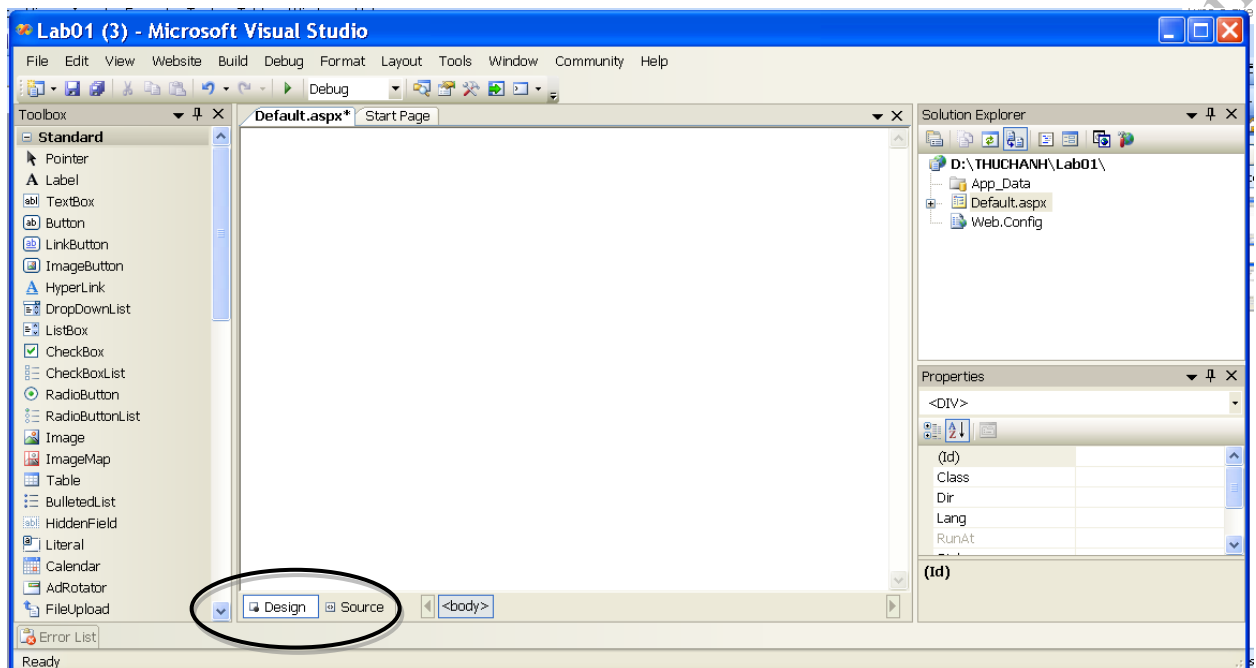 Lab01 (3) - Microsoft Visual Studio
File Edit View Website Build Debug Format Layout Tools Window Community Help
Debug
Toolbox
Standard
Pointer
Label
TextBox
Button
LinkButton
ImageButton
HyperLink
DropDownList
ListBox
CheckBox
CheckBoxList
RadioButton
RadioButtonList
Image
ImageMap
Table
BulletedList
HiddenField
Literal
Calendar
AdRotator
FileUpload
Default.aspx* Start Page
Design Source <body>
Solution Explorer
D:\THUCHANH\Lab01\
App_Data
Default.aspx
Web.Config
Properties
<DIV>
(Id)
Class
Dir
Lang
RunAt
(Id)
Error List
Ready